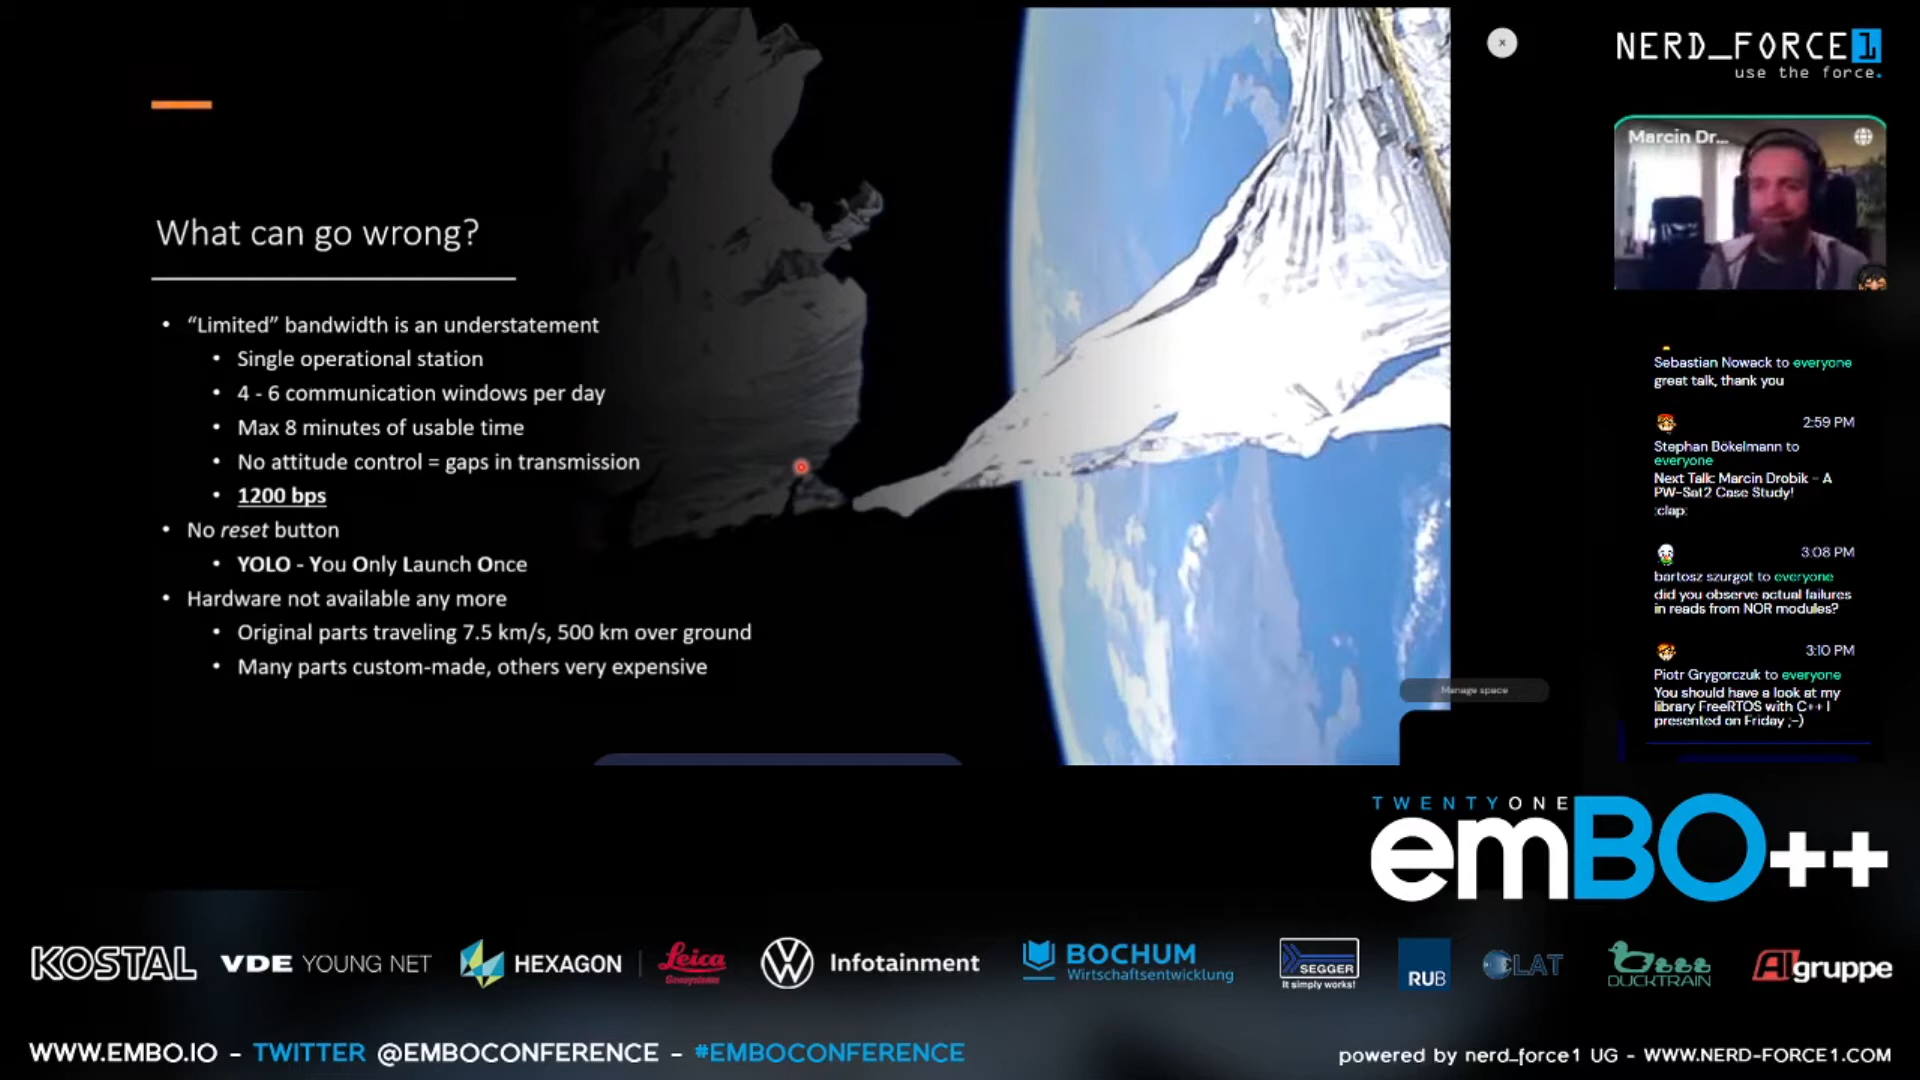 What can go wrong?
• “Limited” bandwidth is an understatement
• Single operational station
• 4 - 6 communication windows per day
• Max 8 minutes of usable time
• No attitude control = gaps in transmission
• 1200 bps
• No reset button
• YOLO - You Only Launch Once
• Hardware not available any more
• Original parts traveling 7.5 km/s, 500 km over ground
• Many parts custom-made, others very expensive
×
Manage space
NERD_FORCE1
use the force.
Marcin Dr...
Sebastian Nowack to everyone
great talk, thank you
2:59 PM
Stephan Bökelmann to
everyone
Next Talk: Marcin Drobik - A
PW-Sat2 Case Study!
:clap:
3:08 PM
bartosz szurgot to everyone
did you observe actual failures
in reads from NOR modules?
3:10 PM
Piotr Grygorczuk to everyone
You should have a look at my
library FreeRTOS with C++ I
presented on Friday ;-)
TWENTYONE
emBO++
KOSTAL
VDE YOUNG NET
HEXAGON
Leica
Geosystems
Infotainment
BOCHUM
Wirtschaftsentwicklung
SEGGER
It simply works!
RUB
LAT
DUCKTRAIN
AIgruppe
WWW.EMBO.IO - TWITTER @EMBOCONFERENCE - #EMBOCONFERENCE
powered by nerd_force1 UG - WWW.NERD-FORCE1.COM